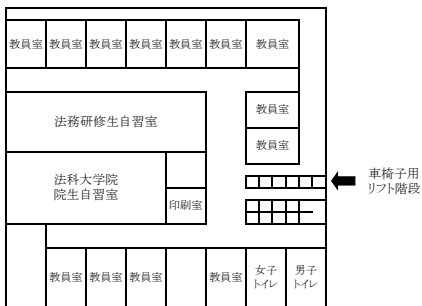 教員室 教員室 教員室 教員室 教員室 教員室 教員室
教員室
法務研修生自習室
教員室
法科大学院
院生自習室
車椅子用
リフト階段
印刷室
教員室 教員室 教員室 教員室
女子
トイレ
男子
トイレ